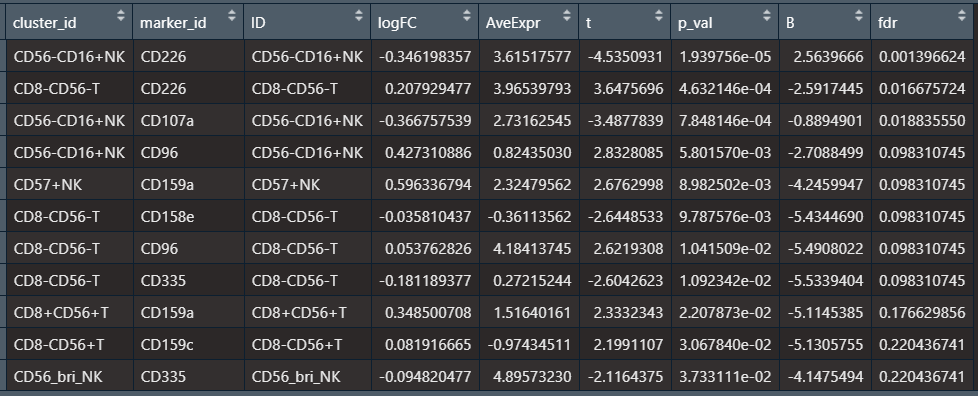 cluster_id marker_id ID logFC AveExpr t p_val B fdr
CD56-CD16+NK CD226 CD56-CD16+NK -0.346198357 3.61517577 -4.5350931 1.939756e-05 2.5639666 0.001396624
CD8-CD56-T CD226 CD8-CD56-T 0.207929477 3.96539793 3.6475696 4.632146e-04 -2.5917445 0.016675724
CD56-CD16+NK CD107a CD56-CD16+NK -0.366757539 2.73162545 -3.4877839 7.848146e-04 -0.8894901 0.018835550
CD56-CD16+NK CD96 CD56-CD16+NK 0.427310886 0.82435030 2.8328085 5.801570e-03 -2.7088499 0.098310745
CD57+NK CD159a CD57+NK 0.596336794 2.32479562 2.6762998 8.982502e-03 -4.2459947 0.098310745
CD8-CD56-T CD158e CD8-CD56-T -0.035810437 -0.36113562 -2.6448533 9.787576e-03 -5.4344690 0.098310745
CD8-CD56-T CD96 CD8-CD56-T 0.053762826 4.18413745 2.6219308 1.041509e-02 -5.4908022 0.098310745
CD8-CD56-T CD335 CD8-CD56-T -0.181189377 0.27215244 -2.6042623 1.092342e-02 -5.5339404 0.098310745
CD8+CD56+T CD159a CD8+CD56+T 0.348500708 1.51640161 2.3332343 2.207873e-02 -5.1145385 0.176629856
CD8-CD56+T CD159c CD8-CD56+T 0.081916665 -0.97434511 2.1991107 3.067840e-02 -5.1305755 0.220436741
CD56_bri_NK CD335 CD56_bri_NK -0.094820477 4.89573230 -2.1164375 3.733111e-02 -4.1475494 0.220436741